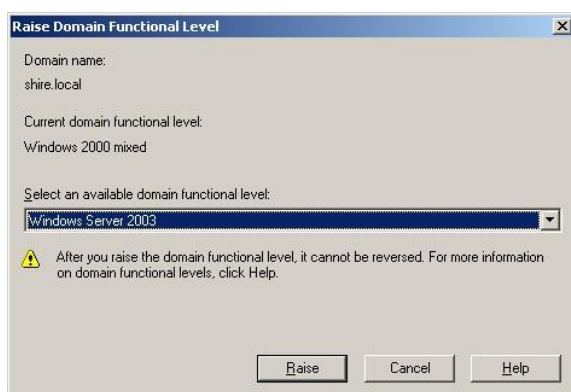 Raise Domain Functional Level
Domain name:
shire.local
Current domain functional level:
Windows 2000 mixed
Select an available domain functional level:
Windows Server 2003
After you raise the domain functional level, it cannot be reversed. For more information
on domain functional levels, click Help.
Raise Cancel Help